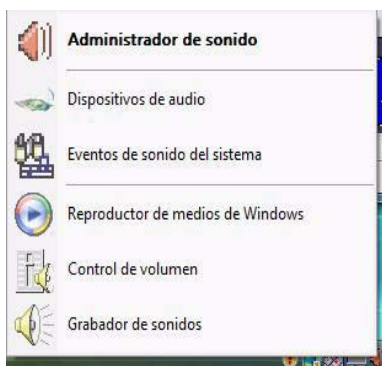 Administrador de sonido
Dispositivos de audio
Eventos de sonido del sistema
Reproductor de medios de Windows
Control de volumen
Grabador de sonidos